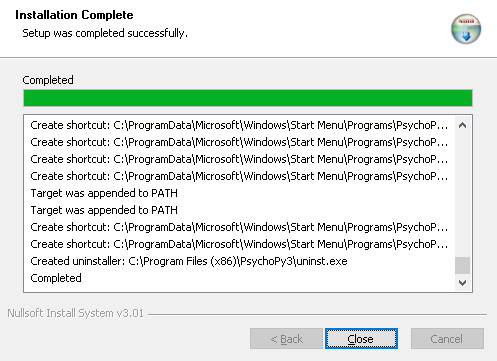 Installation Complete
Setup was completed successfully.
Completed
Create shortcut: C:\ProgramData\Microsoft\Windows\Start Menu\Programs\PsychoP...
Create shortcut: C:\ProgramData\Microsoft\Windows\Start Menu\Programs\PsychoP...
Create shortcut: C:\ProgramData\Microsoft\Windows\Start Menu\Programs\PsychoP...
Create shortcut: C:\ProgramData\Microsoft\Windows\Start Menu\Programs\PsychoP...
Target was appended to PATH
Target was appended to PATH
Create shortcut: C:\ProgramData\Microsoft\Windows\Start Menu\Programs\PsychoP...
Create shortcut: C:\ProgramData\Microsoft\Windows\Start Menu\Programs\PsychoP...
Created uninstaller: C:\Program Files (x86)\PsychoPy3\uninst.exe
Completed
Nullsoft Install System v3.01
< Back
Close
Cancel